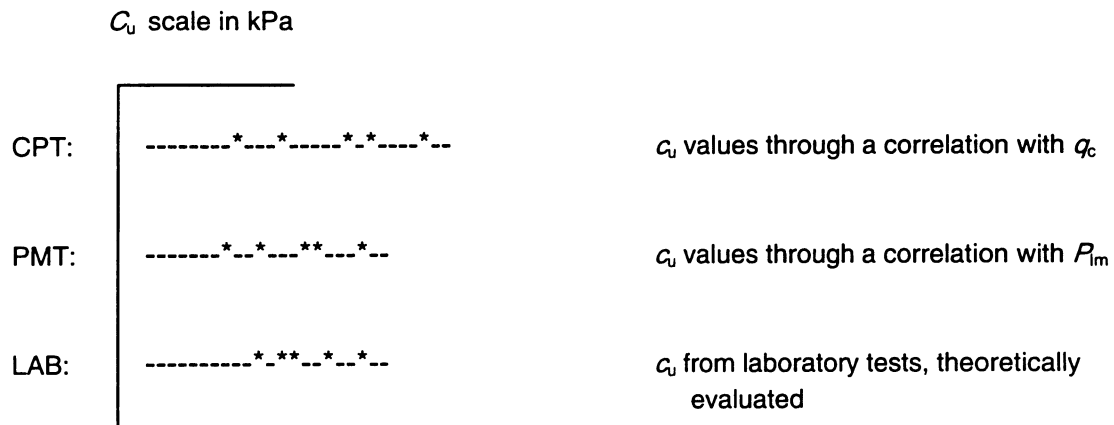 Cu scale in kPa
CPT: --------*---*-----*-*----*-- cu values through a correlation with qc
PMT: -------*--*---**---*-- cu values through a correlation with Plm
LAB: ----------*-**--*--*-- cu from laboratory tests, theoretically
evaluated